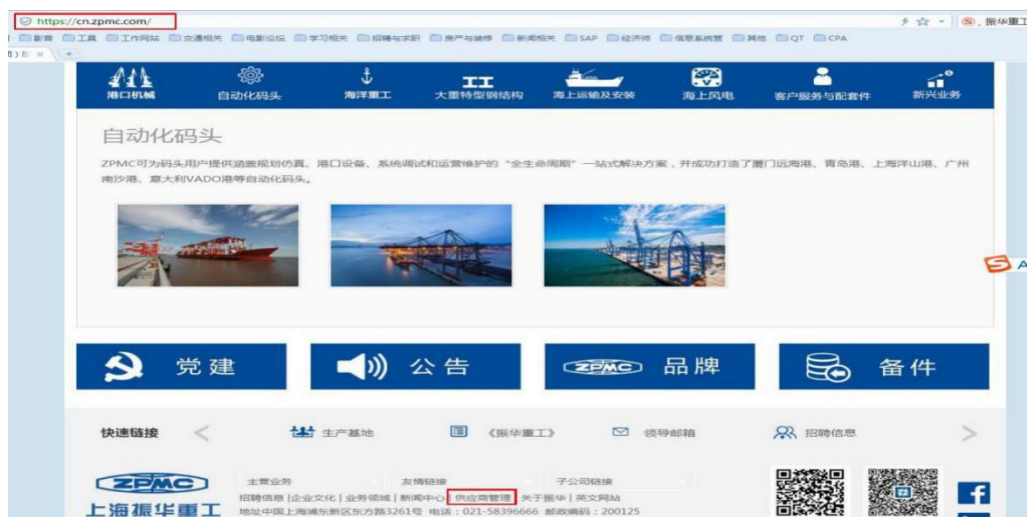 https://cn.zpmc.com/
振华重工
影音 工具 工作网站 交通相关 电影论坛 学习相关 招聘与求职 房产与装修 新闻相关 SAP 经济师 信息系统管 其他 QT CPA
港口机械 自动化码头 海洋重工 大重特型钢结构 海上运输及安装 海上风电 客户服务与配套件 新兴业务
自动化码头
ZPMC可为码头用户提供涵盖规划仿真、港口设备、系统调试和运营维护的“全生命周期”一站式解决方案，并成功打造了厦门远海港、青岛港、上海洋山港、广州
南沙港、意大利VADO港等自动化码头。
党建 公告 ZPMC 品牌 备件
快速链接 < 生产基地 《振华重工》 领导邮箱 招聘信息 >
主营业务 友情链接 子公司链接
ZPMC 招聘信息 | 企业文化 | 业务领域 | 新闻中心 | 供应商管理 | 关于振华 | 英文网站
上海振华重工 地址中国上海浦东新区东方路3261号 电话：021-58396666 邮政编码：200125